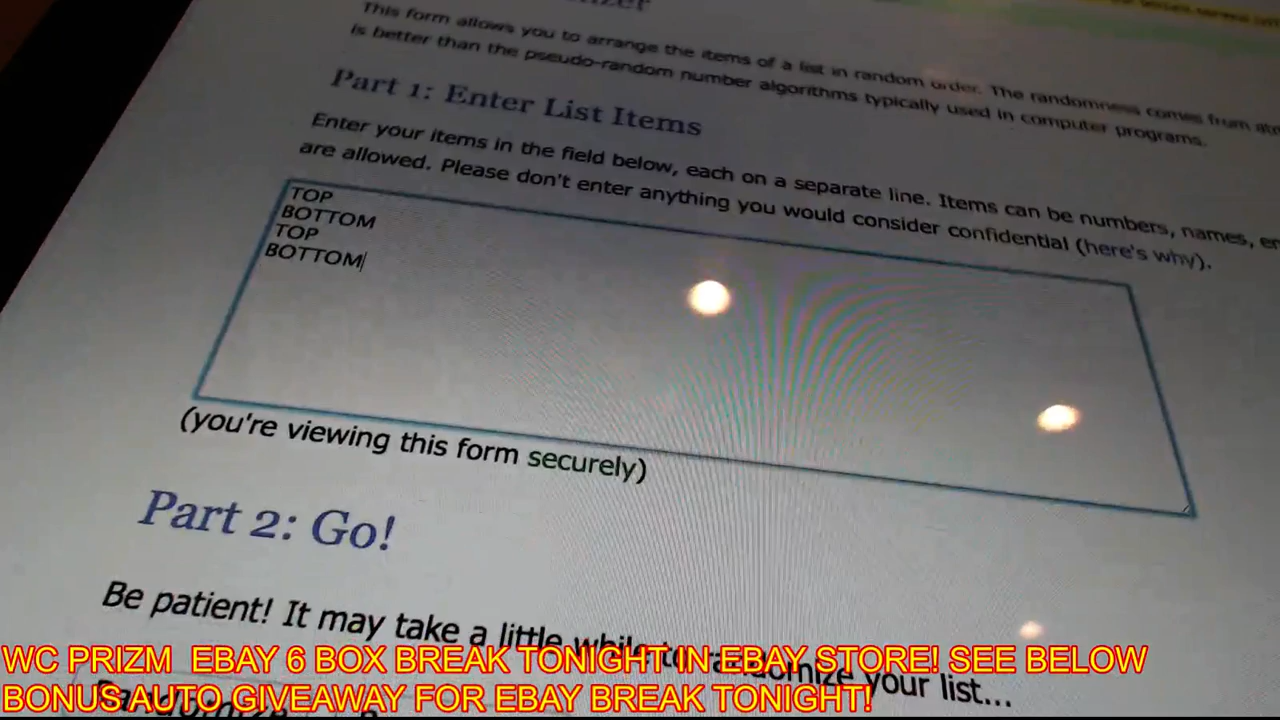 This form allows you to arrange the items of a list in random order. The randomness comes from
is better than the pseudo-random number algorithms typically used in computer programs.
Part 1: Enter List Items
Enter your items in the field below, each on a separate line. Items can be numbers, names,
are allowed. Please don't enter anything you would consider confidential (here's why).
TOP
BOTTOM
TOP
BOTTOM
(you're viewing this form securely)
Part 2: Go!
Be patient! It may take a little while to randomize your list...
Randomize
WC PRIZM EBAY 6 BOX BREAK TONIGHT IN EBAY STORE! SEE BELOW
BONUS AUTO GIVEAWAY FOR EBAY BREAK TONIGHT!